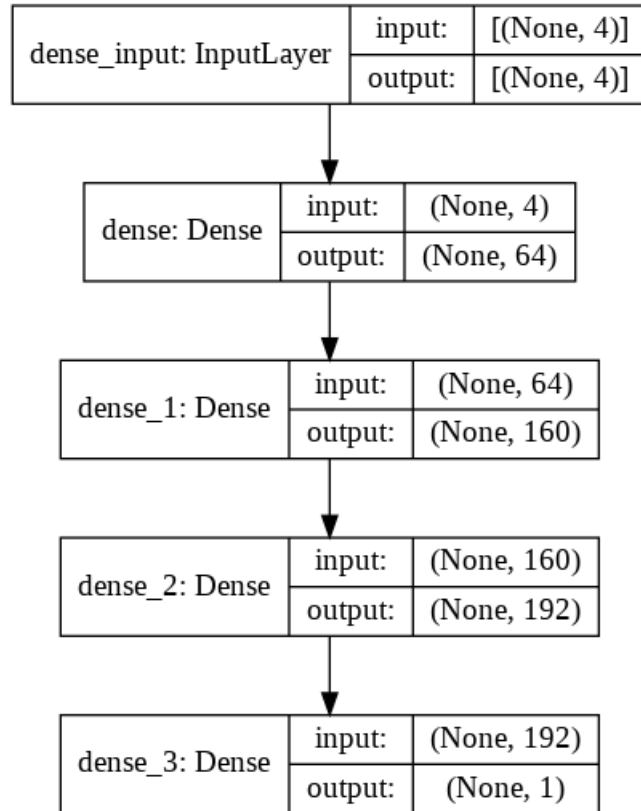 dense_input: InputLayer
input: [(None, 4)]
output: [(None, 4)]
dense: Dense
input: (None, 4)
output: (None, 64)
dense_1: Dense
input: (None, 64)
output: (None, 160)
dense_2: Dense
input: (None, 160)
output: (None, 192)
dense_3: Dense
input: (None, 192)
output: (None, 1)